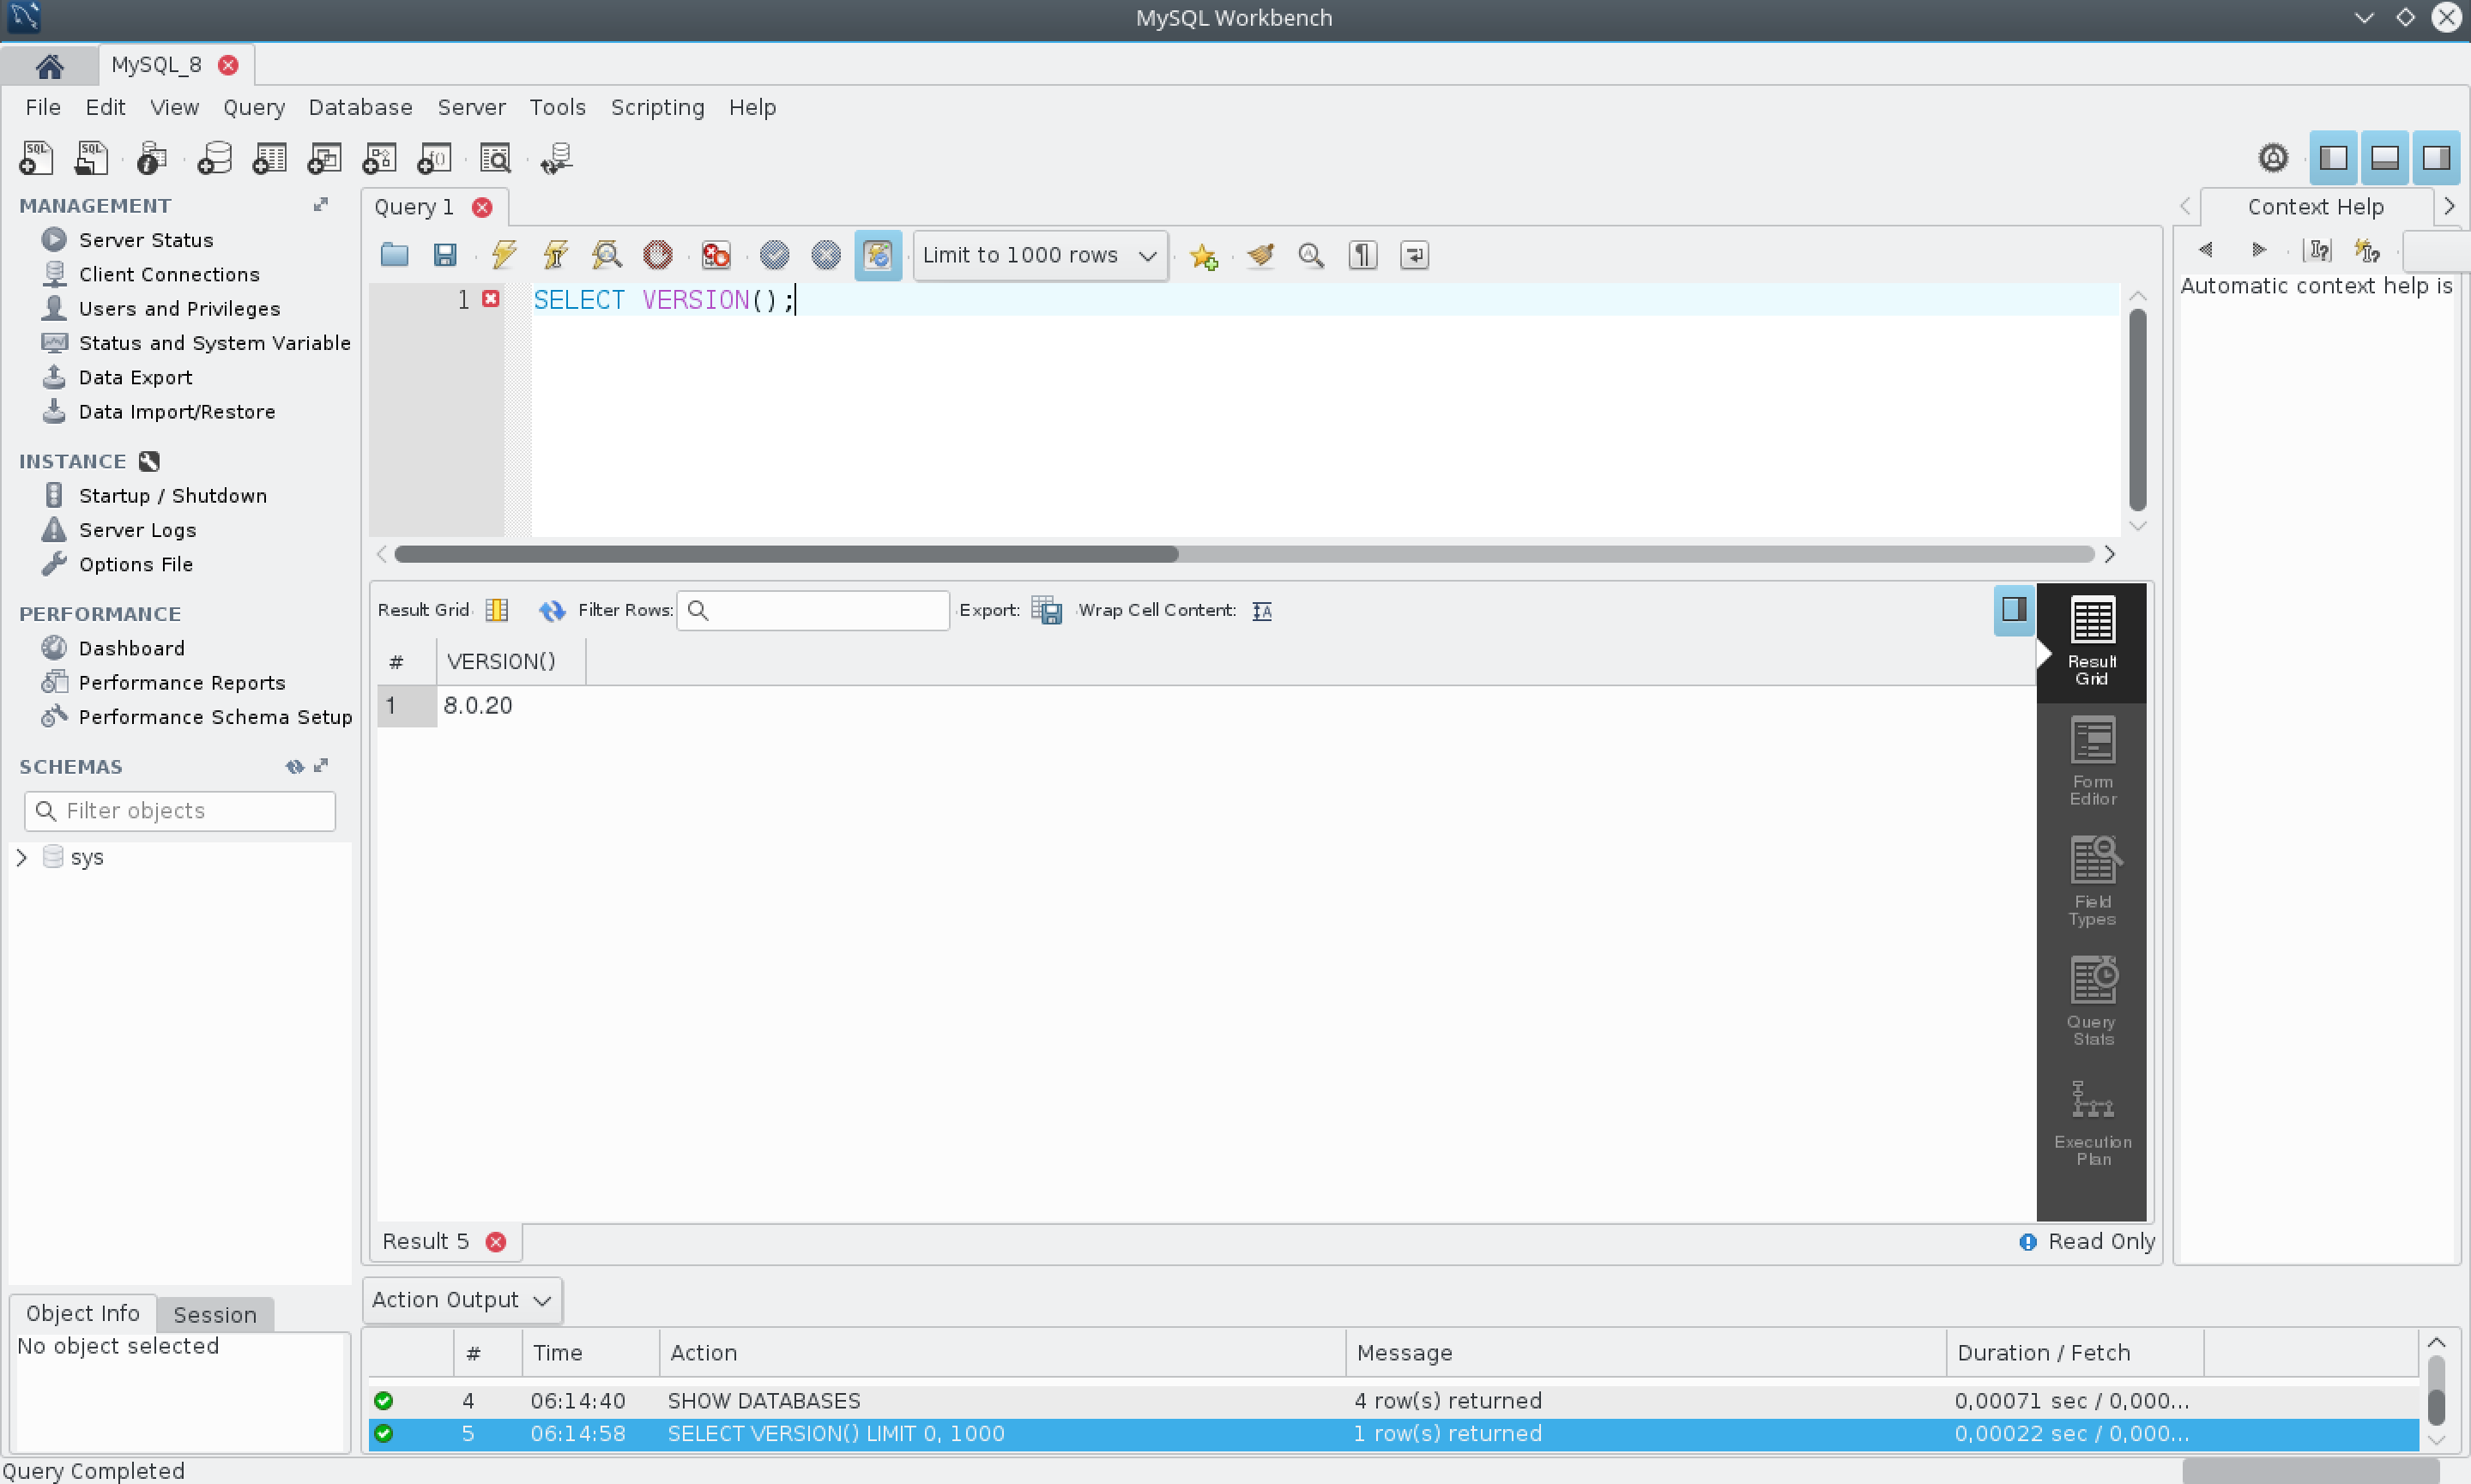 MySQL Workbench
MySQL_8
File Edit View Query Database Server Tools Scripting Help
MANAGEMENT
Server Status
Client Connections
Users and Privileges
Status and System Variable
Data Export
Data Import/Restore
INSTANCE
Startup / Shutdown
Server Logs
Options File
PERFORMANCE
Dashboard
Performance Reports
Performance Schema Setup
SCHEMAS
Filter objects
sys
Object Info Session
No object selected
Query 1
Limit to 1000 rows
1 SELECT VERSION();
Result Grid Filter Rows: Export: Wrap Cell Content:
# VERSION()
1 8.0.20
Result
Grid
Form
Editor
Field
Types
Query
Stats
Execution
Plan
Result 5
Read Only
Context Help
Automatic context help is
Action Output
# Time Action Message Duration / Fetch
4 06:14:40 SHOW DATABASES 4 row(s) returned 0,00071 sec / 0,000...
5 06:14:58 SELECT VERSION() LIMIT 0, 1000 1 row(s) returned 0,00022 sec / 0,000...
Query Completed